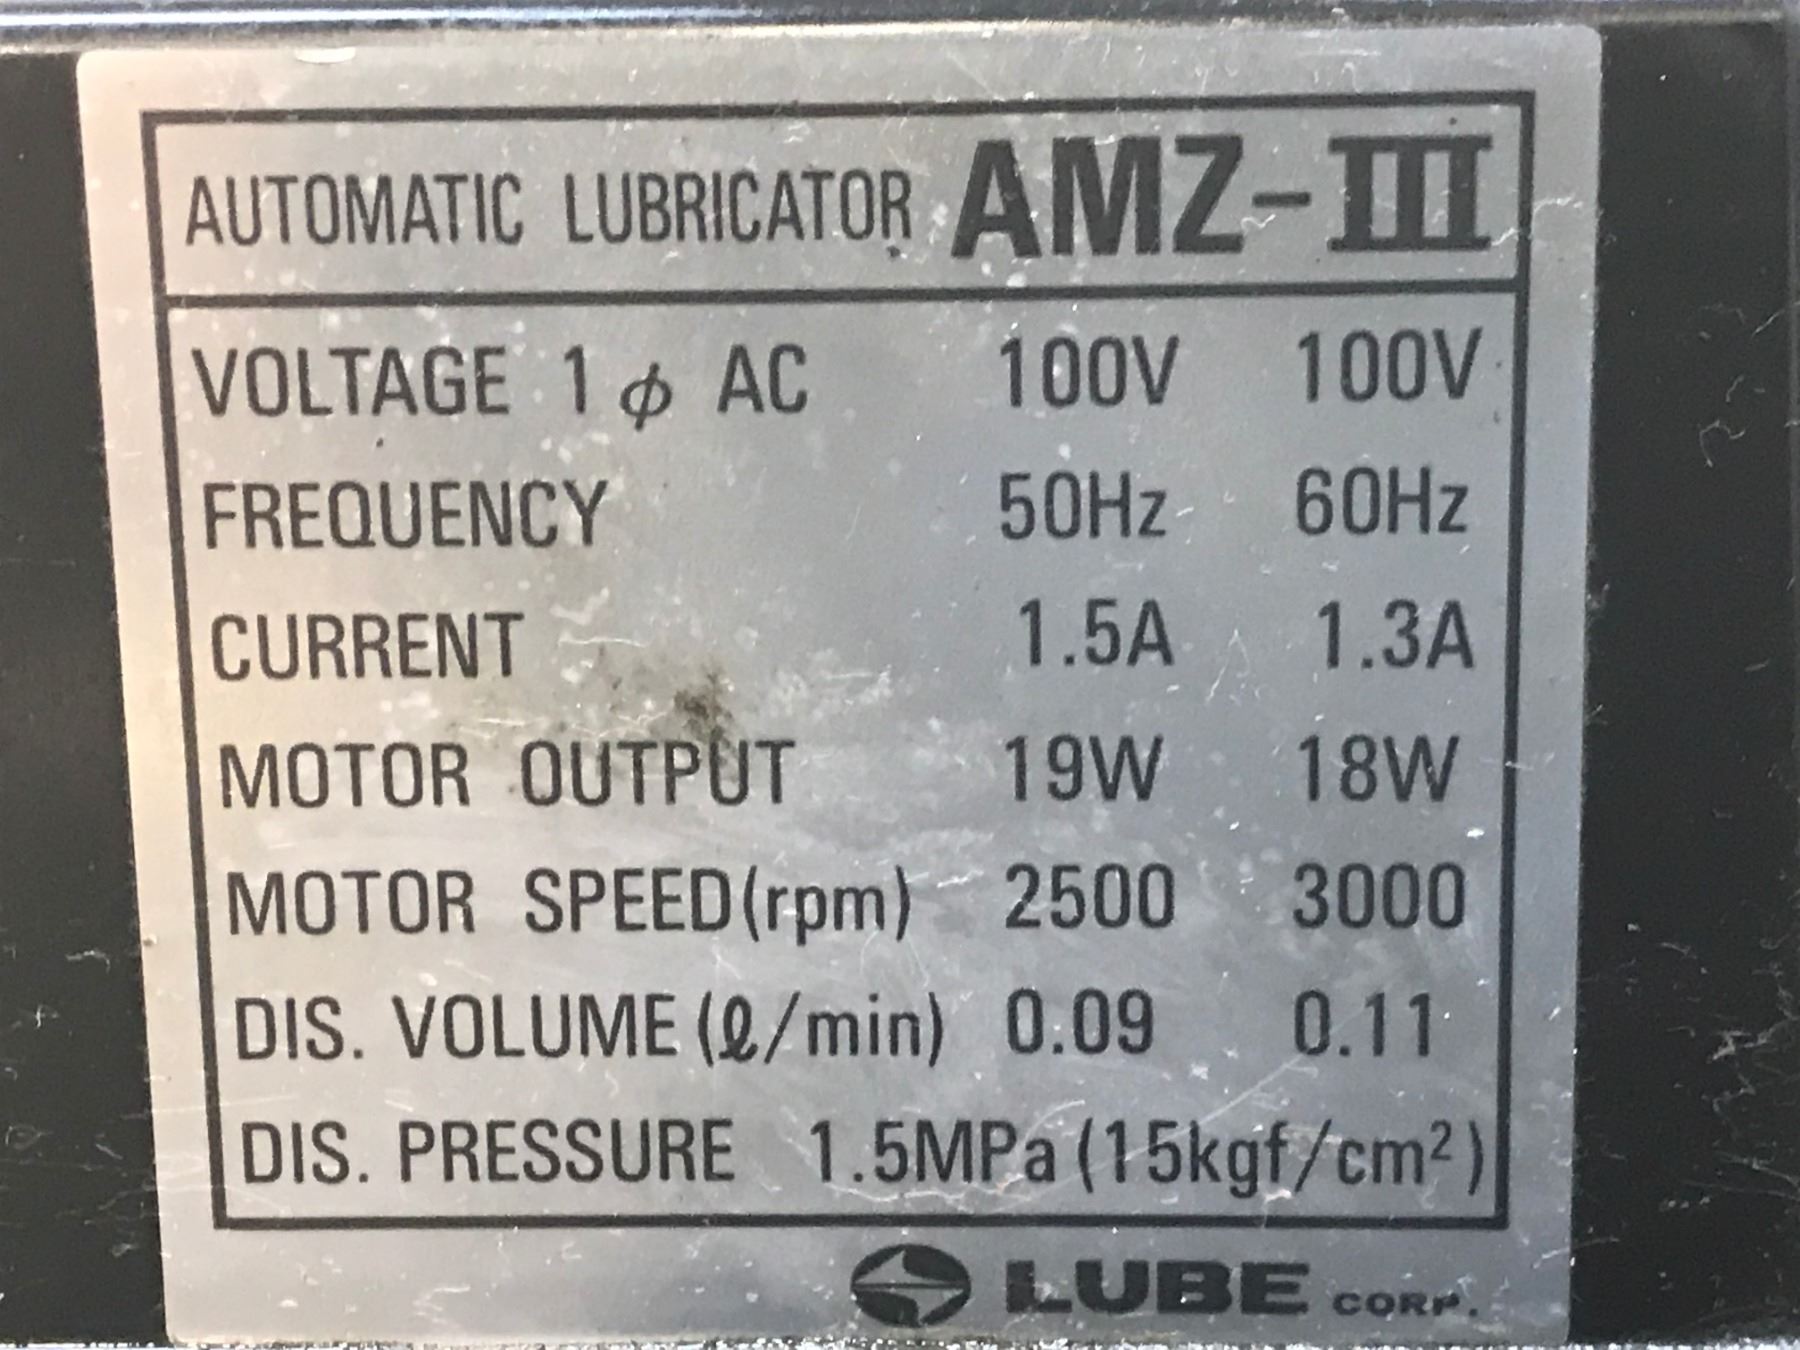 AUTOMATIC LUBRICATOR AMZ-III
VOLTAGE 1φ AC 100V 100V
FREQUENCY 50Hz 60Hz
CURRENT 1.5A 1.3A
MOTOR OUTPUT 19W 18W
MOTOR SPEED(rpm) 2500 3000
DIS. VOLUME(ℓ/min) 0.09 0.11
DIS. PRESSURE 1.5MPa(15kgf/cm²)
LUBE CORP.